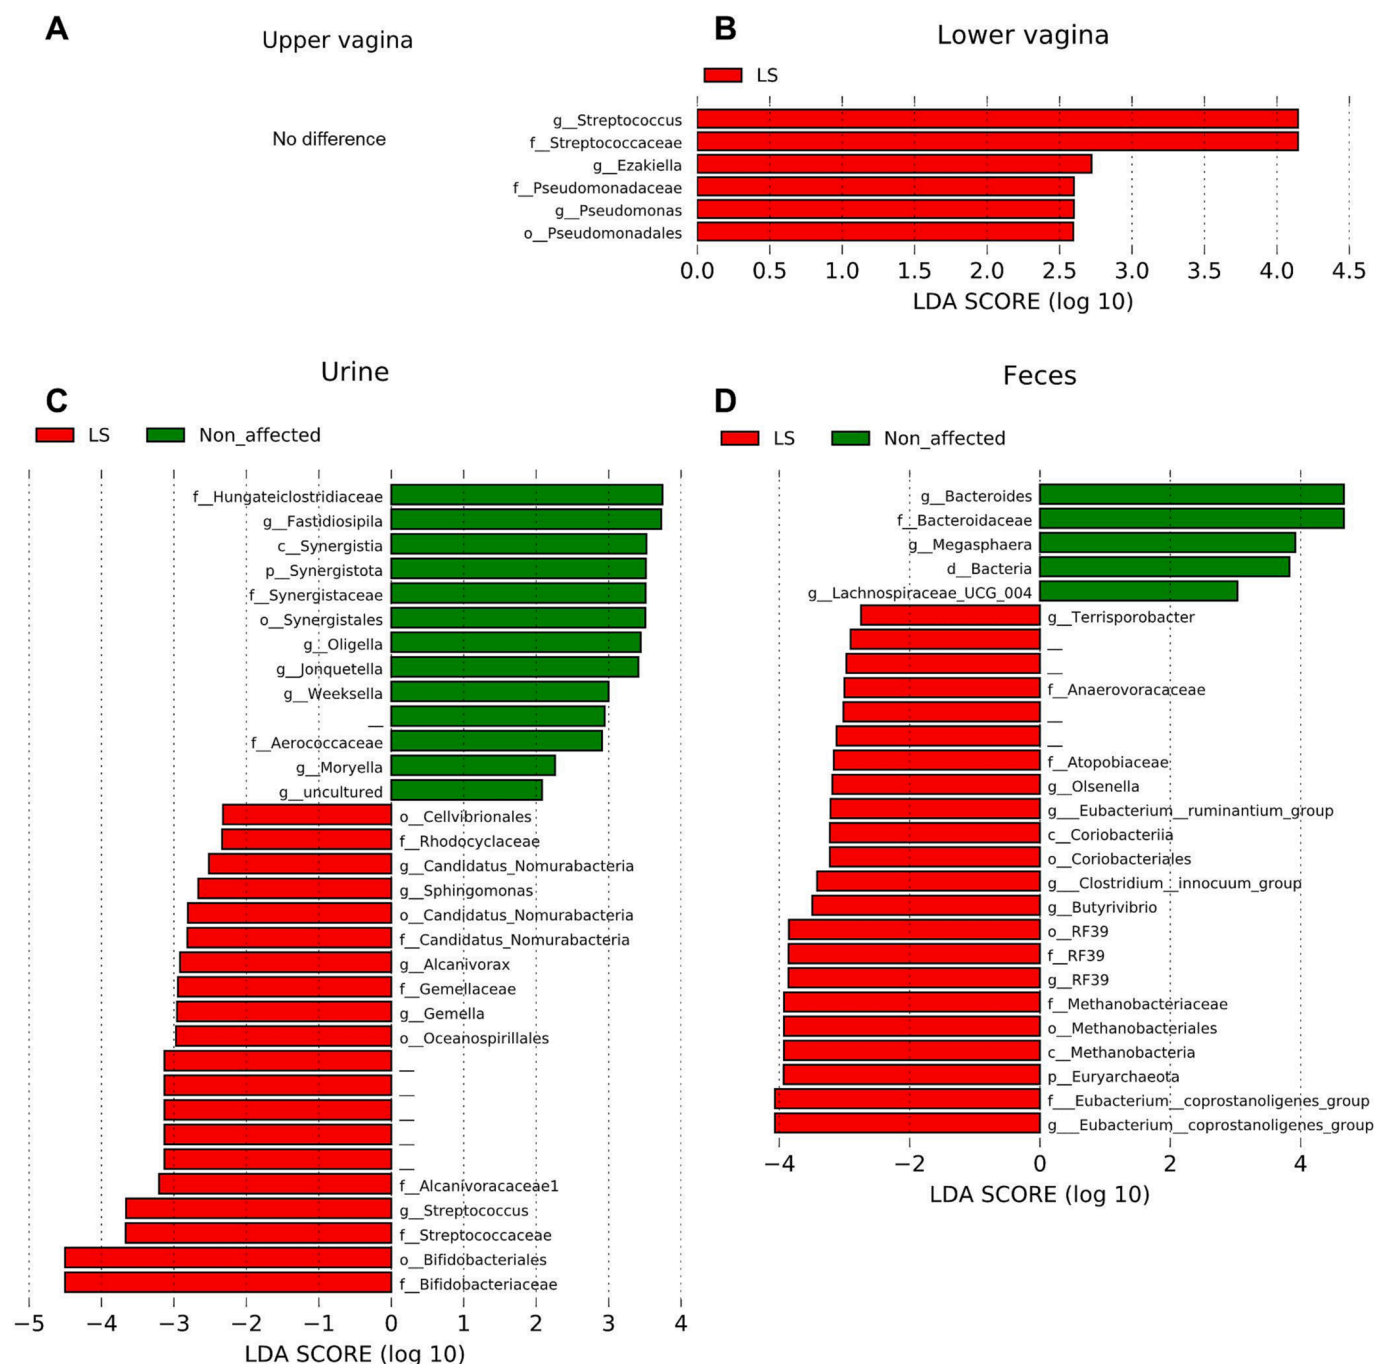 A
Upper vagina
No difference
B
Lower vagina
LS
g__Streptococcus
f__Streptococcaceae
g__Ezakiella
f__Pseudomonadaceae
g__Pseudomonas
o__Pseudomonadales
0.0 0.5 1.0 1.5 2.0 2.5 3.0 3.5 4.0 4.5
LDA SCORE (log 10)
Urine
C
LS Non_affected
f__Hungateiclostridiaceae
g__Fastidiosipila
c__Synergistia
p__Synergistota
f__Synergistaceae
o__Synergistales
g__Oligella
g__Jonquetella
g__Weeksella
__
f__Aerococcaceae
g__Moryella
g__uncultured
o__Cellvibrionales
f__Rhodocyclaceae
g__Candidatus_Nomurabacteria
g__Sphingomonas
o__Candidatus_Nomurabacteria
f__Candidatus_Nomurabacteria
g__Alcanivorax
f__Gemellaceae
g__Gemella
o__Oceanospirillales
__
__
__
__
__
f__Alcanivoracaceae1
g__Streptococcus
f__Streptococcaceae
o__Bifidobacteriales
f__Bifidobacteriaceae
−5 −4 −3 −2 −1 0 1 2 3 4
LDA SCORE (log 10)
Feces
D
LS Non_affected
g__Bacteroides
f__Bacteroidaceae
g__Megasphaera
d__Bacteria
g__Lachnospiraceae_UCG_004
g__Terrisporobacter
__
__
f__Anaerovoracaceae
__
__
f__Atopobiaceae
g__Olsenella
g___Eubacterium__ruminantium_group
c__Coriobacteriia
o__Coriobacteriales
g___Clostridium__innocuum_group
g__Butyrivibrio
o__RF39
f__RF39
g__RF39
f__Methanobacteriaceae
o__Methanobacteriales
c__Methanobacteria
p__Euryarchaeota
f___Eubacterium__coprostanoligenes_group
g___Eubacterium__coprostanoligenes_group
−4 −2 0 2 4
LDA SCORE (log 10)